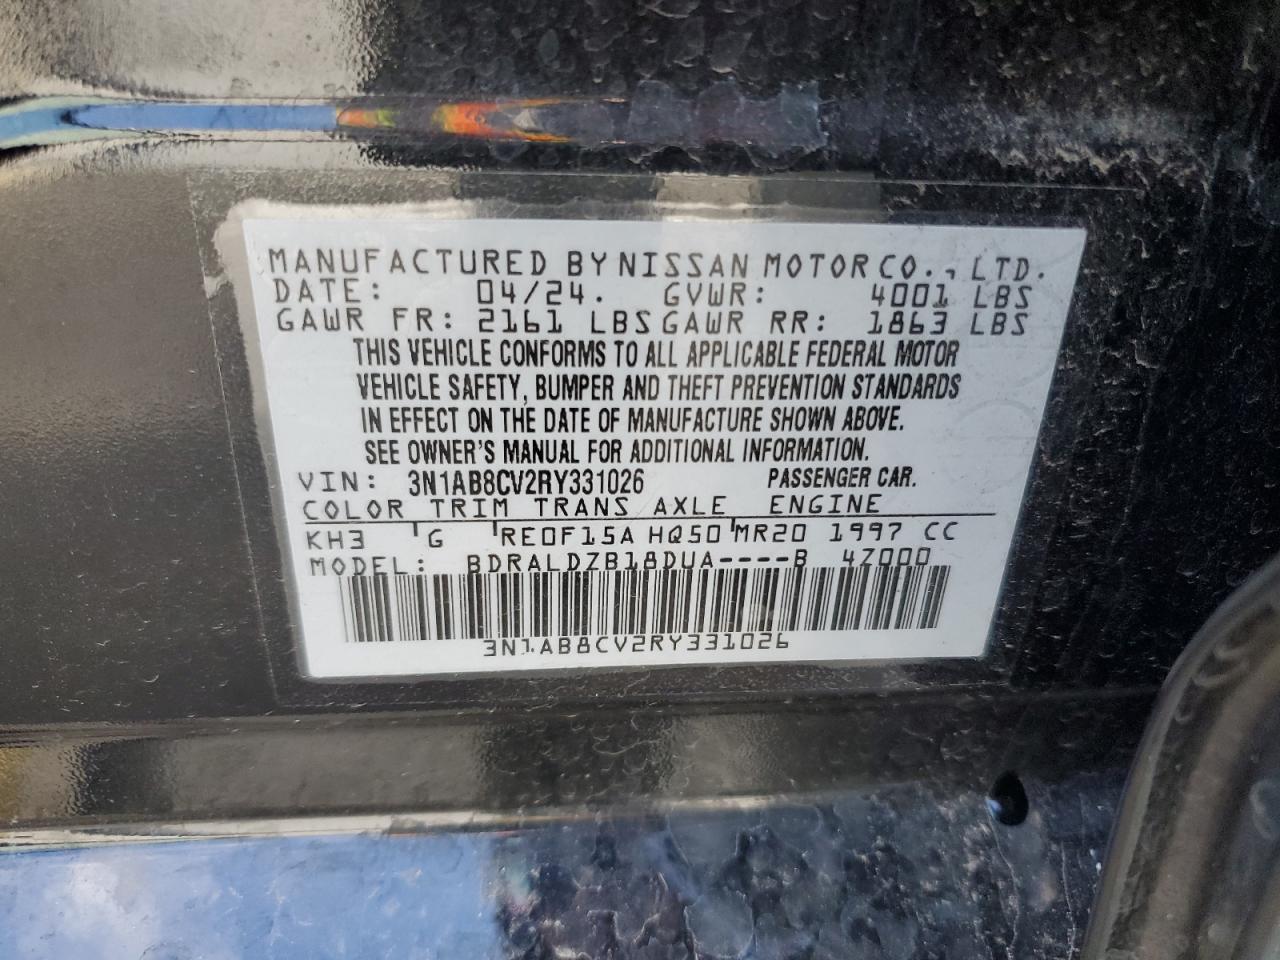 MANUFACTURED BY NISSAN MOTOR CO., LTD.
DATE: 04/24. GVWR: 4001 LBS
GAWR FR: 2161 LBS GAWR RR: 1863 LBS
THIS VEHICLE CONFORMS TO ALL APPLICABLE FEDERAL MOTOR
VEHICLE SAFETY, BUMPER AND THEFT PREVENTION STANDARDS
IN EFFECT ON THE DATE OF MANUFACTURE SHOWN ABOVE.
SEE OWNER'S MANUAL FOR ADDITIONAL INFORMATION.
VIN: 3N1AB8CV2RY331026 PASSENGER CAR.
COLOR TRIM TRANS AXLE ENGINE
KH3 G RE0F15A HQ50 MR20 1997 CC
MODEL: BDRALDZB18DUA----B 4Z000
3N1AB8CV2RY331026